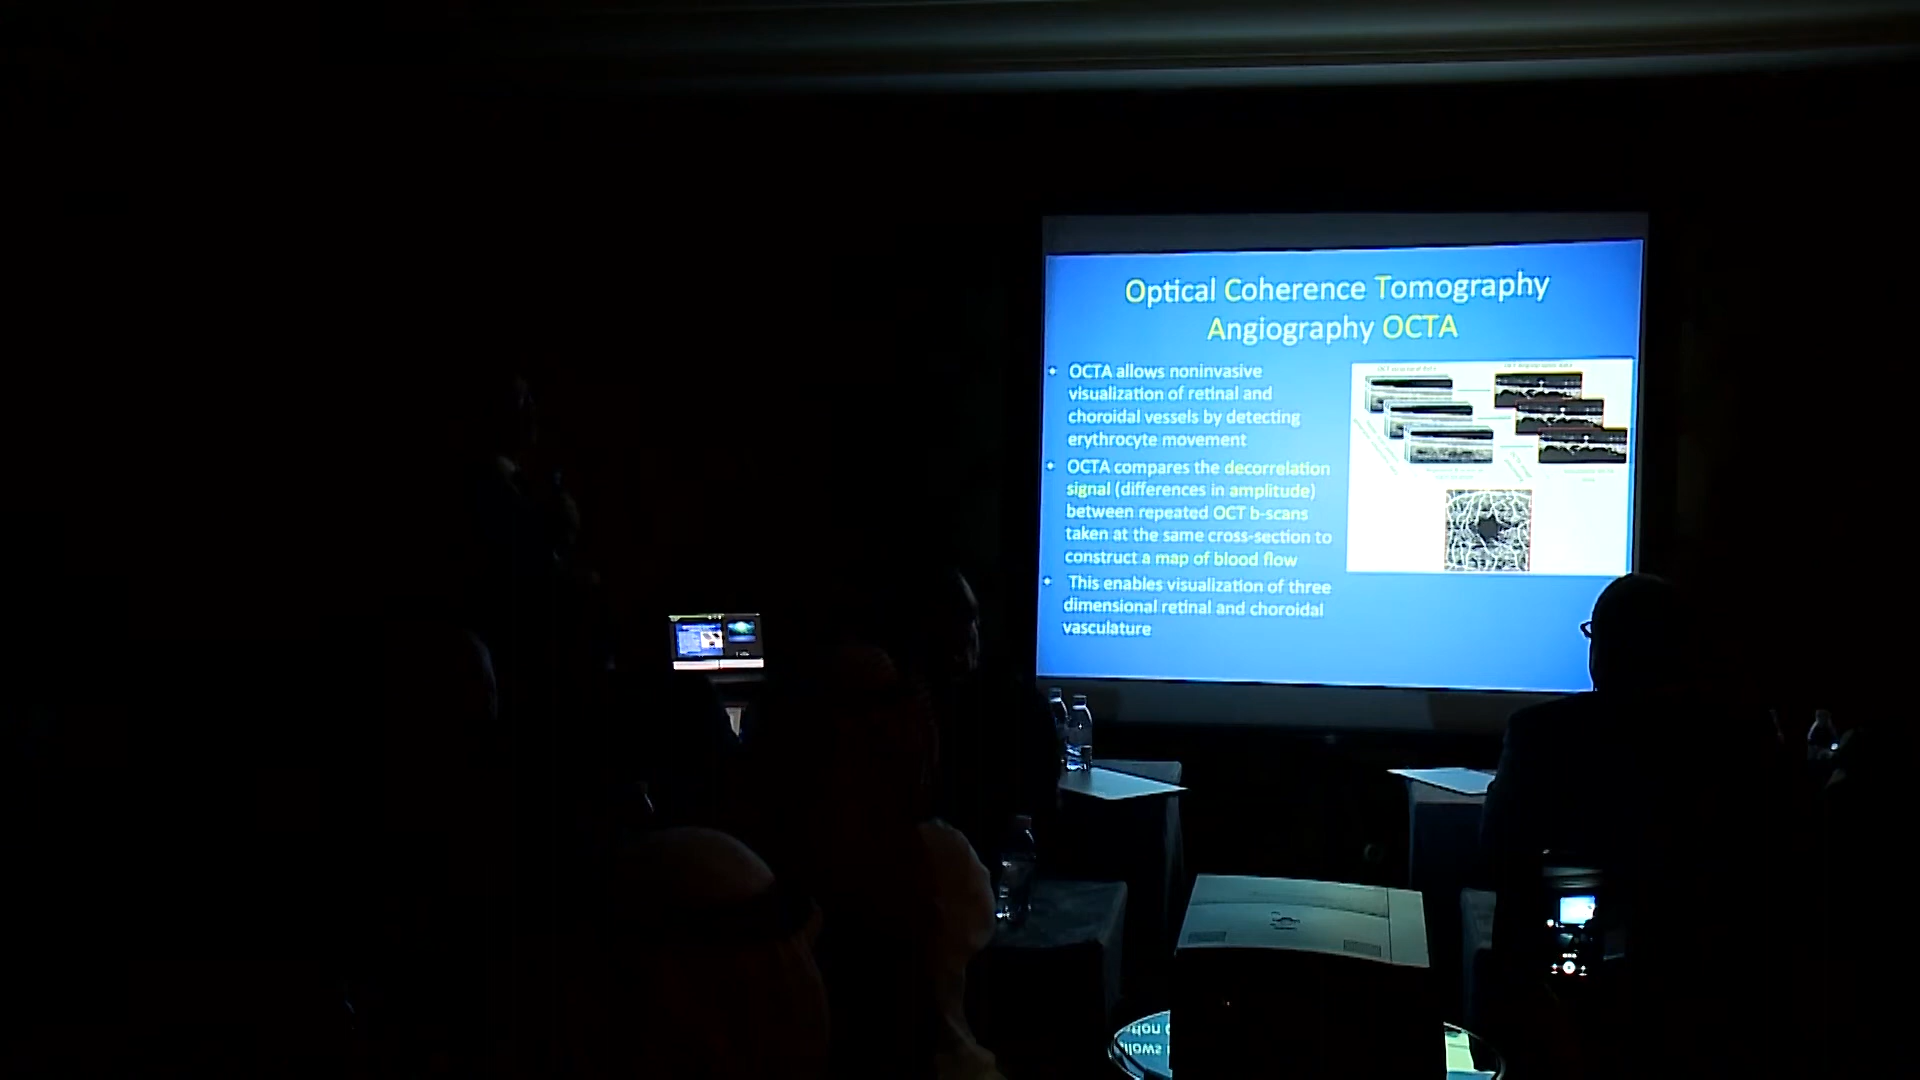 Optical Coherence Tomography
Angiography OCTA
OCTA allows noninvasive
visualization of retinal and
choroidal vessels by detecting
erythrocyte movement
OCTA compares the decorrelation
signal (differences in amplitude)
between repeated OCT b-scans
taken at the same cross-section to
construct a map of blood flow
This enables visualization of three
dimensional retinal and choroidal
vasculature